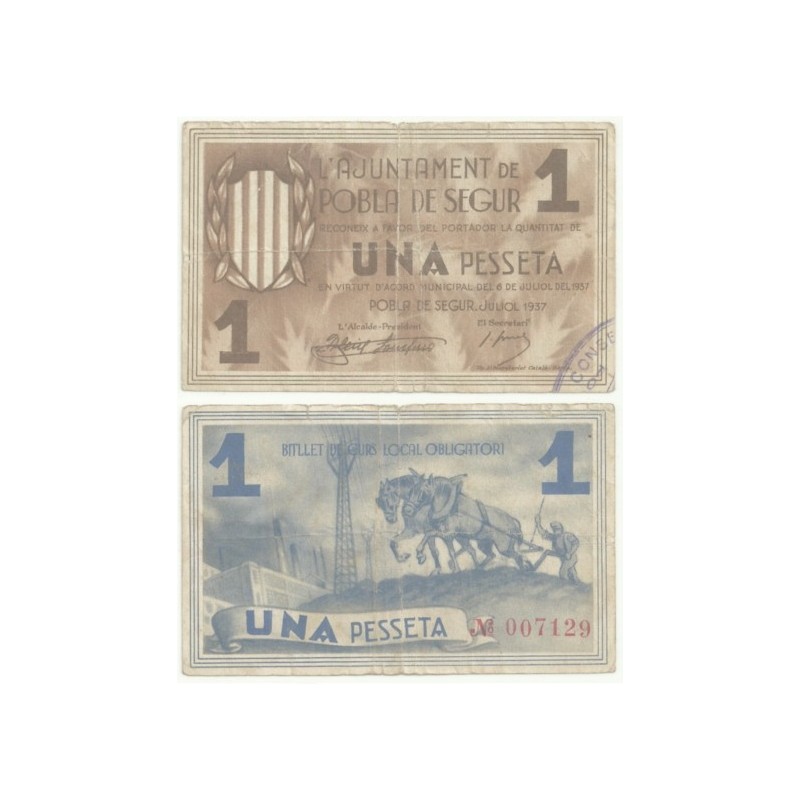 L'AJUNTAMENT DE
POBLA DE SEGUR
1
RECONEIX A FAVOR DEL PORTADOR LA QUANTITAT DE
UNA PESSETA
EN VIRTUT D'ACORD MUNICIPAL DEL 6 DE JULIOL DEL 1937
POBLA DE SEGUR, JULIOL 1937
1
L'Alcalde-President El Secretari
CONSE
1
BITLLET DE CURS LOCAL OBLIGATORI
1
UNA PESSETA
Nº 007129